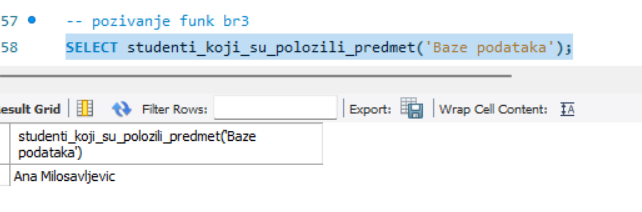 57 -- pozivanje funk br3
58 SELECT studenti_koji_su_polozili_predmet('Baze podataka');
Result Grid Filter Rows: Export: Wrap Cell Content:
studenti_koji_su_polozili_predmet('Baze
podataka')
Ana Milosavljevic